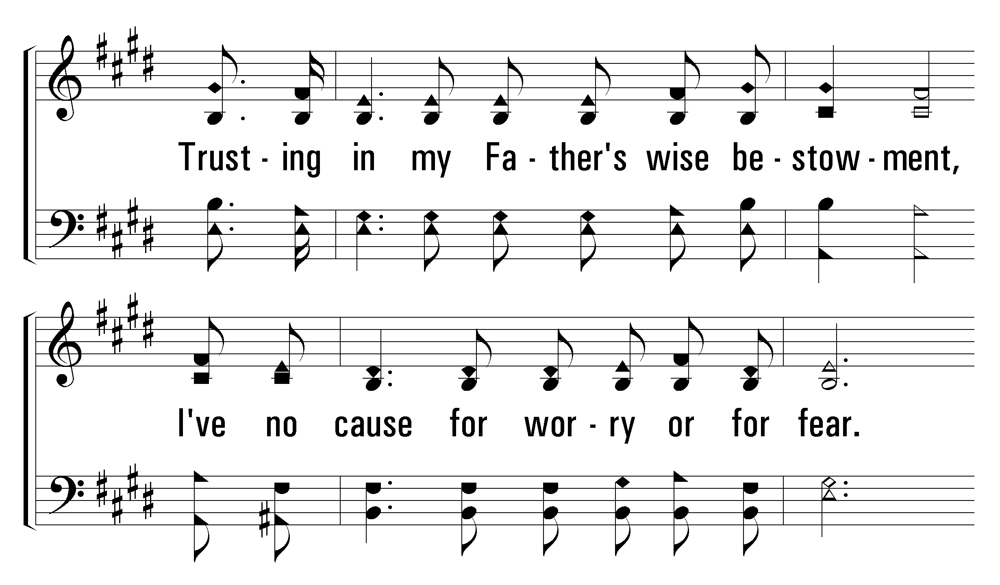 Trust - ing in my Fa - ther's wise be - stow - ment,
I've no cause for wor - ry or for fear.